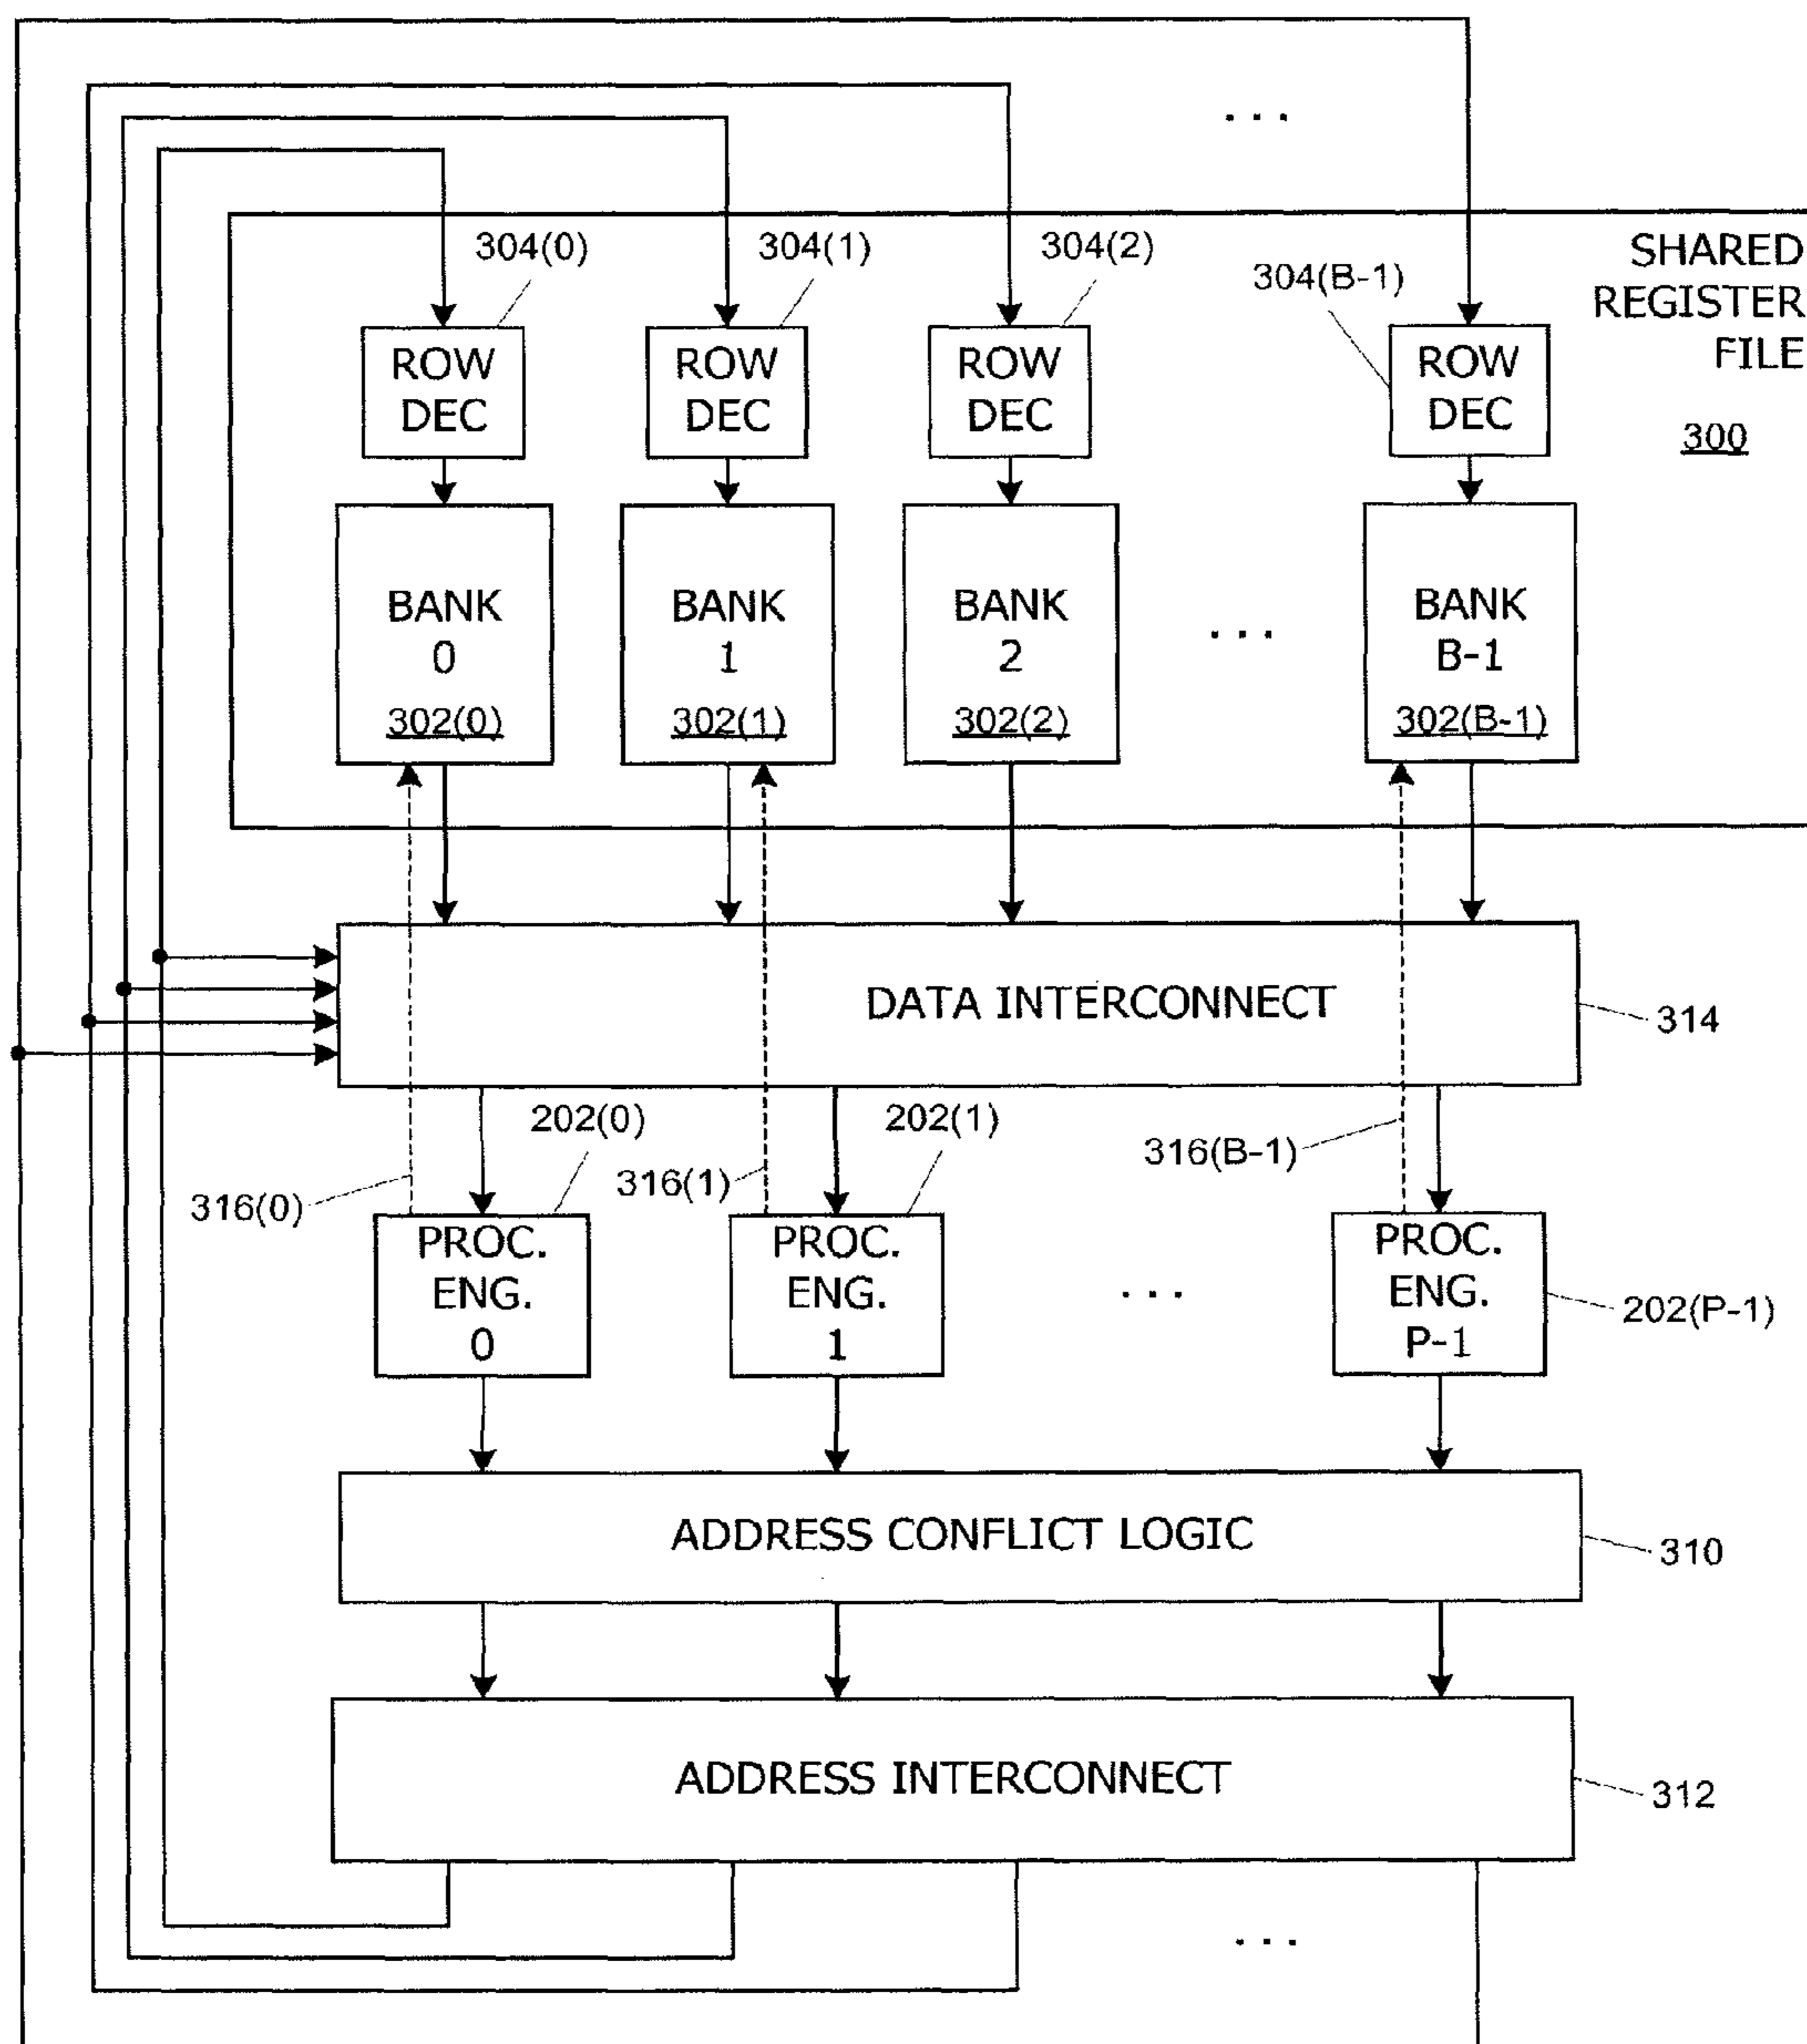 ...
SHARED
REGISTER
FILE
300
304(0)
304(1)
304(2)
304(B-1)
ROW
DEC
ROW
DEC
ROW
DEC
ROW
DEC
BANK
0
302(0)
BANK
1
302(1)
BANK
2
302(2)
...
BANK
B-1
302(B-1)
DATA INTERCONNECT
314
202(0)
202(1)
316(B-1)
316(0)
316(1)
PROC.
ENG.
0
PROC.
ENG.
1
...
PROC.
ENG.
P-1
202(P-1)
ADDRESS CONFLICT LOGIC
310
ADDRESS INTERCONNECT
312
...